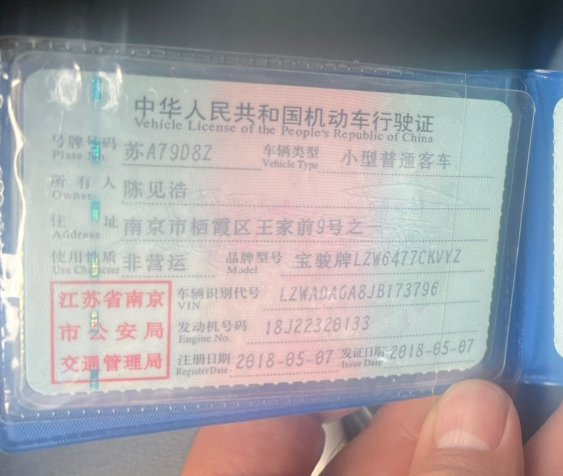 中华人民共和国机动车行驶证
Vehicle License of the People's Republic of China
号牌号码 苏A79D8Z 车辆类型 小型普通客车
Plate No. Vehicle Type
所有人 陈见浩
Owner
住址 南京市栖霞区王家前9号之一
Address
使用性质 非营运 品牌型号 宝骏牌LZW6477CKVYZ
Use Character Model
江苏省南京
市公安局
交通管理局
车辆识别代号 LZWADAGA8JB173796
VIN
发动机号码 18J22320133
Engine No.
注册日期 2018-05-07 发证日期 2018-05-07
Register Date Issue Date